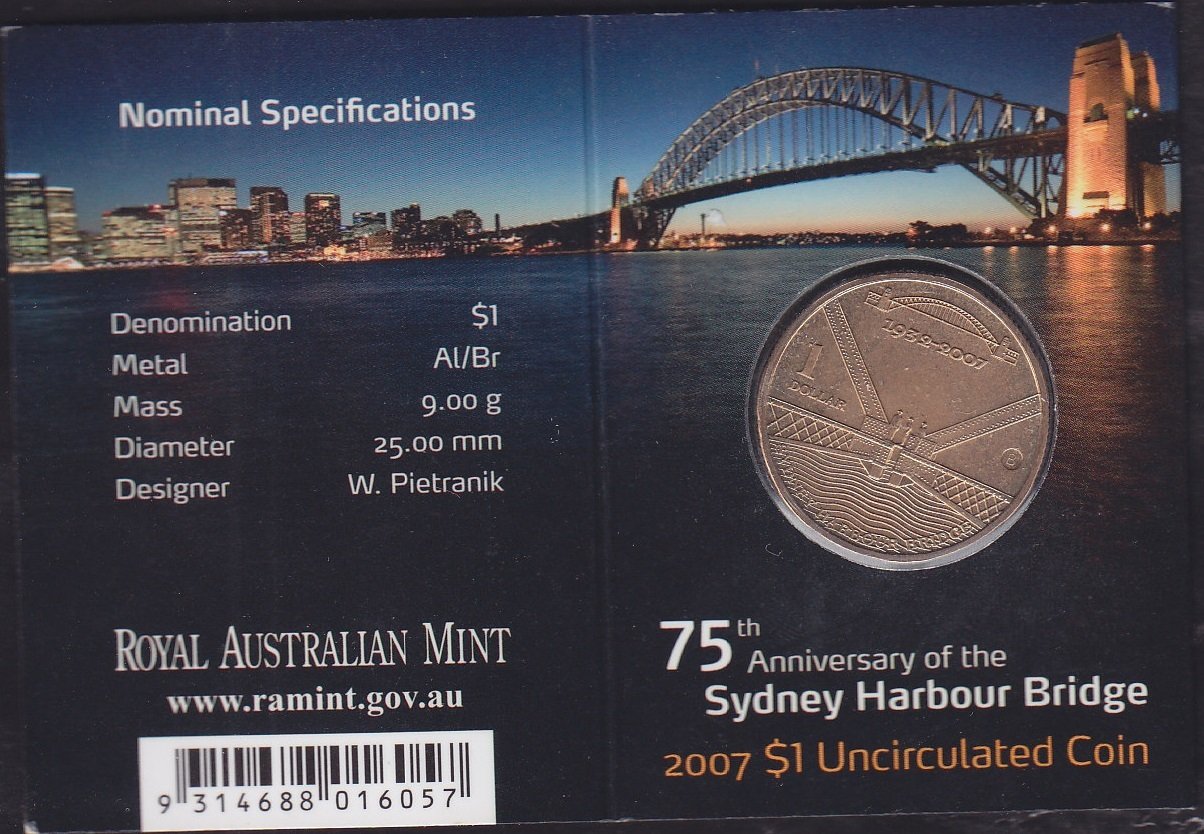 Nominal Specifications
Denomination $1
Metal Al/Br
Mass 9.00 g
Diameter 25.00 mm
Designer W. Pietranik
ROYAL AUSTRALIAN MINT
www.ramint.gov.au
9 314688 016057
1932-2007
1
DOLLAR
75th
Anniversary of the
Sydney Harbour Bridge
2007 $1 Uncirculated Coin